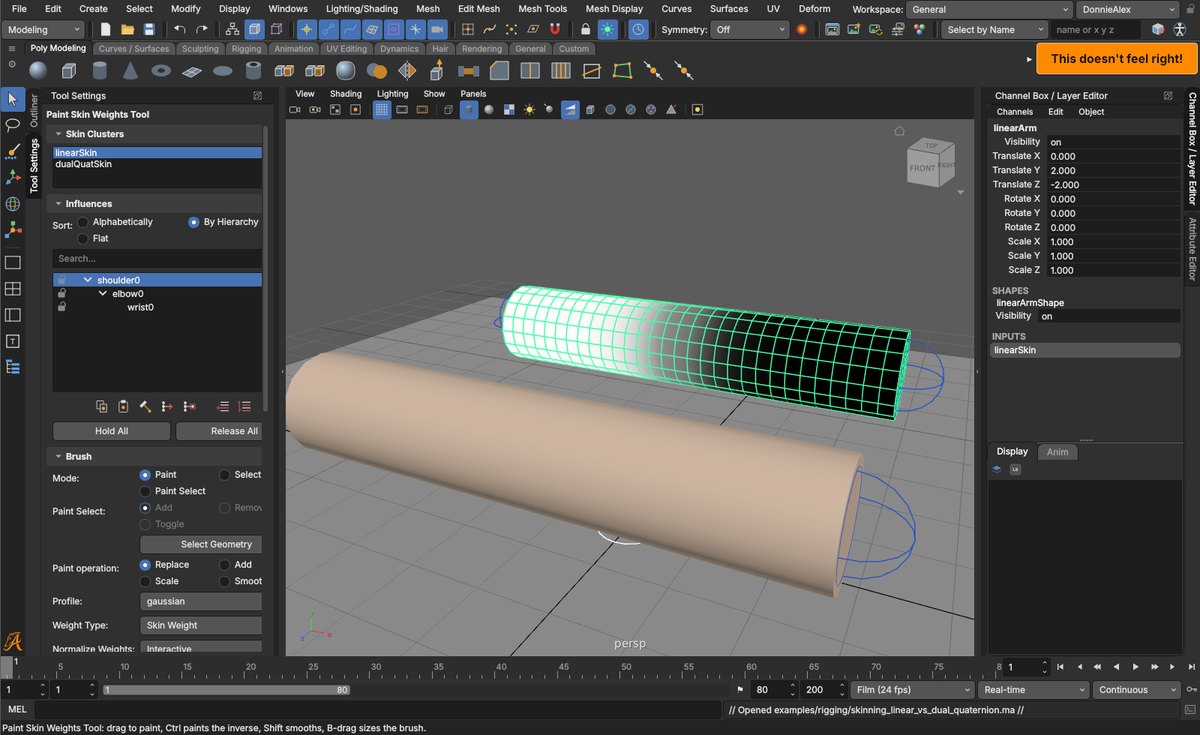 File Edit Create Select Modify Display Windows Lighting/Shading Mesh Edit Mesh Mesh Tools Mesh Display Curves Surfaces UV Deform Workspace: General DonnieAlex
Modeling Symmetry: Off Select by Name name or x y z
Poly Modeling Curves / Surfaces Sculpting Rigging Animation UV Editing Dynamics Hair Rendering General Custom
This doesn't feel right!
Outliner
Tool Settings
Tool Settings
Paint Skin Weights Tool
Skin Clusters
linearSkin
dualQuatSkin
Influences
Sort: Alphabetically By Hierarchy
Flat
Search...
shoulder0
elbow0
wrist0
Hold All Release All
Brush
Mode: Paint Select
Paint Select
Paint Select: Add Remov
Toggle
Select Geometry
Paint operation: Replace Add
Scale Smoot
Profile: gaussian
Weight Type: Skin Weight
Normalize Weights: Interactive
View Shading Lighting Show Panels
TOP
FRONT RIGHT
persp
y
z x
Channel Box / Layer Editor
Channels Edit Object
linearArm
Visibility on
Translate X 0.000
Translate Y 2.000
Translate Z -2.000
Rotate X 0.000
Rotate Y 0.000
Rotate Z 0.000
Scale X 1.000
Scale Y 1.000
Scale Z 1.000
SHAPES
linearArmShape
Visibility on
INPUTS
linearSkin
Display Anim
Channel Box / Layer Editor
Attribute Editor
1 5 10 15 20 25 30 35 40 45 50 55 60 65 70 75 8 1
1 1 1 80 80 200 Film (24 fps) Real-time Continuous
MEL // Opened examples/rigging/skinning_linear_vs_dual_quaternion.ma //
Paint Skin Weights Tool: drag to paint, Ctrl paints the inverse, Shift smooths, B-drag sizes the brush.